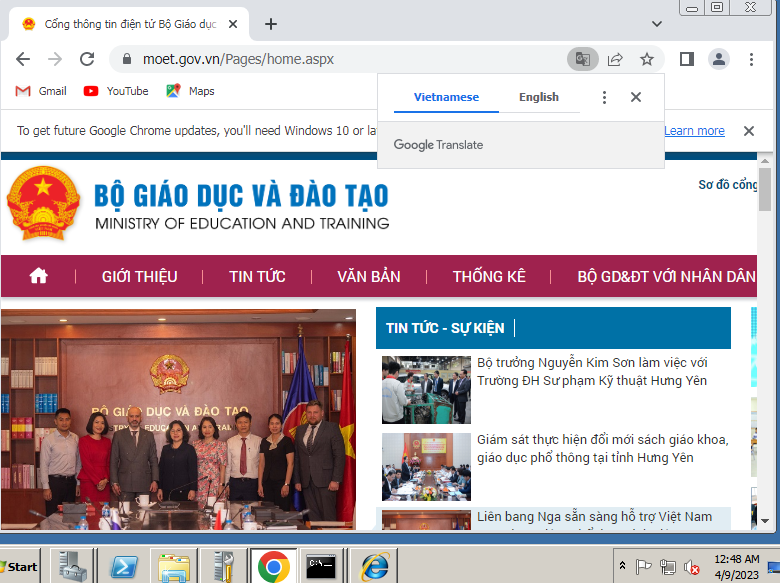 Cổng thông tin điện tử Bộ Giáo dục
moet.gov.vn/Pages/home.aspx
Gmail
YouTube
Maps
Vietnamese
English
To get future Google Chrome updates, you'll need Windows 10 or la
Learn more
Google Translate
BỘ GIÁO DỤC VÀ ĐÀO TẠO
MINISTRY OF EDUCATION AND TRAINING
Sơ đồ cổng
GIỚI THIỆU
TIN TỨC
VĂN BẢN
THỐNG KÊ
BỘ GD&ĐT VỚI NHÂN DÂN
BỘ GIÁO DỤC VÀ ĐÀO TẠO
TIN TỨC - SỰ KIỆN
Bộ trưởng Nguyễn Kim Sơn làm việc với
Trường ĐH Sư phạm Kỹ thuật Hưng Yên
Giám sát thực hiện đổi mới sách giáo khoa,
giáo dục phổ thông tại tỉnh Hưng Yên
Liên bang Nga sẵn sàng hỗ trợ Việt Nam
Start
C:\_
12:48 AM
4/9/2023